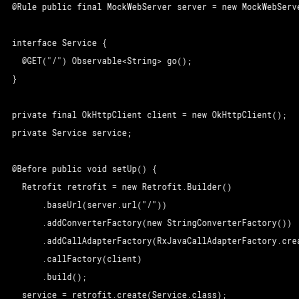 @Rule public final MockWebServer server = new MockWebServe
interface Service {
@GET("/") Observable<String> go();
}
private final OkHttpClient client = new OkHttpClient();
private Service service;
@Before public void setUp() {
Retrofit retrofit = new Retrofit.Builder()
.baseUrl(server.url("/"))
.addConverterFactory(new StringConverterFactory())
.addCallAdapterFactory(RxJavaCallAdapterFactory.crea
.callFactory(client)
.build();
service = retrofit.create(Service.class);